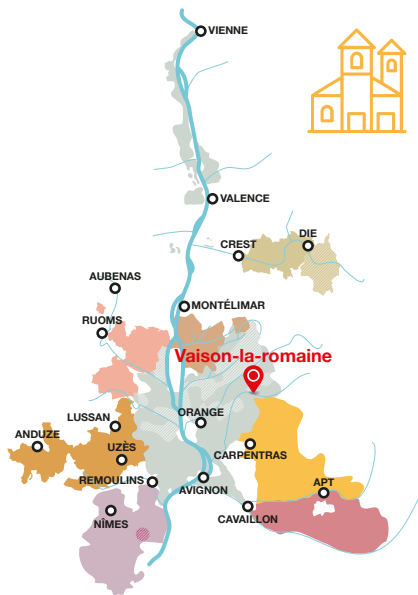 VIENNE
VALENCE
DIE
CREST
AUBENAS
MONTÉLIMAR
RUOMS
Vaison-la-romaine
LUSSAN
ORANGE
ANDUZE
UZÈS
CARPENTRAS
REMOULINS
AVIGNON
APT
NÎMES
CAVAILLON